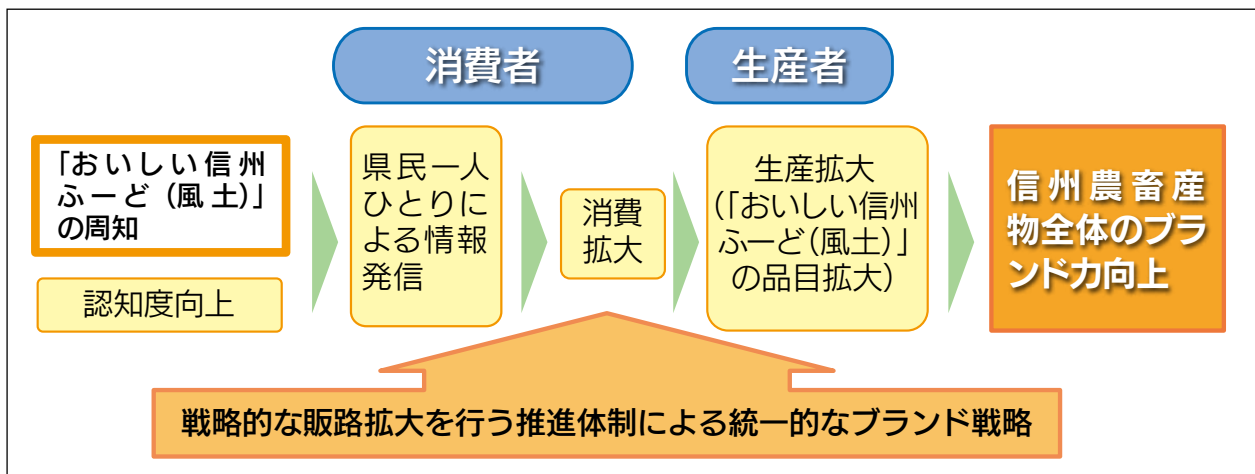 消費者
生産者
「おいしい信州
ふーど（風土）」
の周知
認知度向上
県民一人
ひとりに
よる情報
発信
消費
拡大
生産拡大
（「おいしい信州
ふーど（風土）」
の品目拡大）
信州農畜産
物全体のブラ
ンド力向上
戦略的な販路拡大を行う推進体制による統一的なブランド戦略